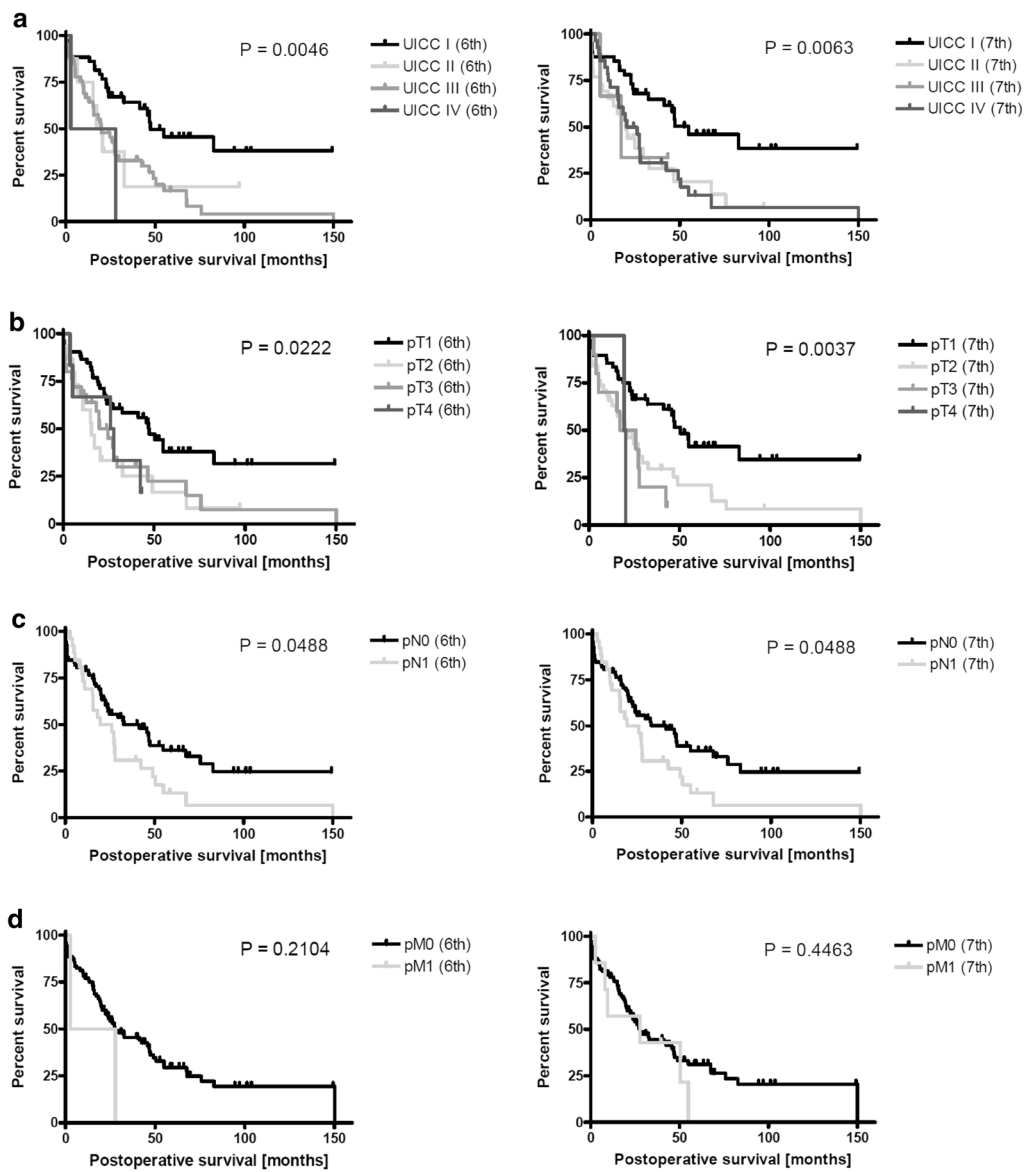 a
Percent survival
100
75
50
25
0
0 50 100 150
Postoperative survival [months]
P = 0.0046
UICC I (6th)
UICC II (6th)
UICC III (6th)
UICC IV (6th)
Percent survival
100
75
50
25
0
0 50 100 150
Postoperative survival [months]
P = 0.0063
UICC I (7th)
UICC II (7th)
UICC III (7th)
UICC IV (7th)
b
Percent survival
100
75
50
25
0
0 50 100 150
Postoperative survival [months]
P = 0.0222
pT1 (6th)
pT2 (6th)
pT3 (6th)
pT4 (6th)
Percent survival
100
75
50
25
0
0 50 100 150
Postoperative survival [months]
P = 0.0037
pT1 (7th)
pT2 (7th)
pT3 (7th)
pT4 (7th)
c
Percent survival
100
75
50
25
0
0 50 100 150
Postoperative survival [months]
P = 0.0488
pN0 (6th)
pN1 (6th)
Percent survival
100
75
50
25
0
0 50 100 150
Postoperative survival [months]
P = 0.0488
pN0 (7th)
pN1 (7th)
d
Percent survival
100
75
50
25
0
0 50 100 150
Postoperative survival [months]
P = 0.2104
pM0 (6th)
pM1 (6th)
Percent survival
100
75
50
25
0
0 50 100 150
Postoperative survival [months]
P = 0.4463
pM0 (7th)
pM1 (7th)